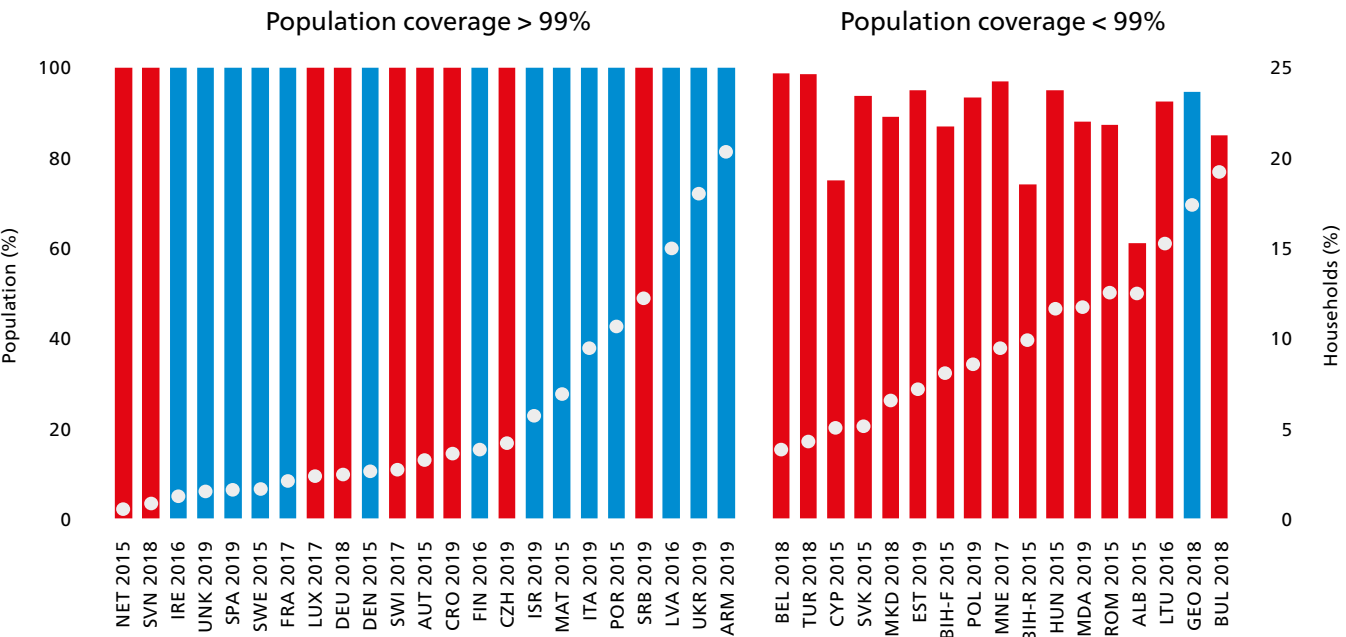 Population coverage > 99%
Population coverage < 99%
Population (%)
100
80
60
40
20
0
25
20
15
10
5
0
Households (%)
NET 2015
SVN 2018
IRE 2016
UNK 2019
SPA 2019
SWE 2015
FRA 2017
LUX 2017
DEU 2018
DEN 2015
SWI 2017
AUT 2015
CRO 2019
FIN 2016
CZH 2019
ISR 2019
MAT 2015
ITA 2019
POR 2015
SRB 2019
LVA 2016
UKR 2019
ARM 2019
BEL 2018
TUR 2018
CYP 2015
SVK 2015
MKD 2018
EST 2019
BIH-F 2015
POL 2019
MNE 2017
BIH-R 2015
HUN 2015
MDA 2019
ROM 2015
ALB 2015
LTU 2016
GEO 2018
BUL 2018